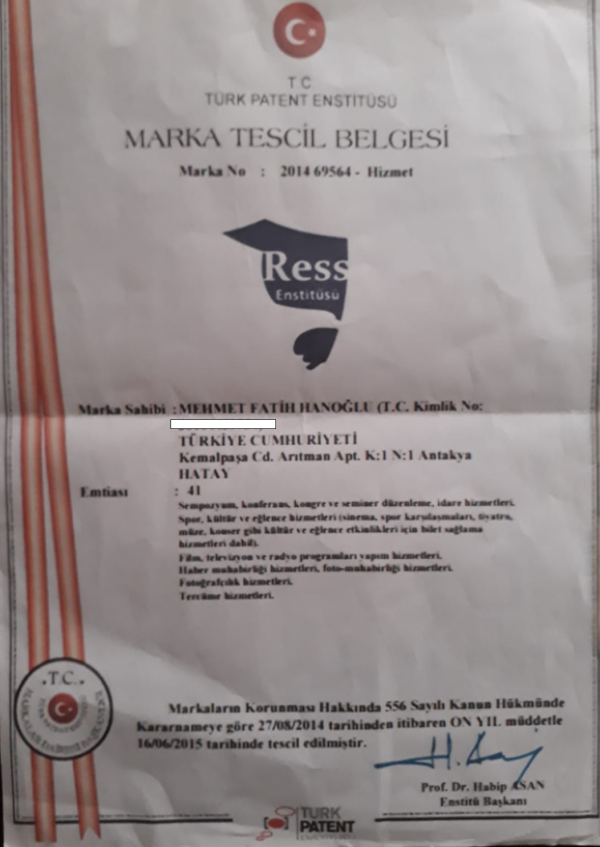 T.C
TÜRK PATENT ENSTİTÜSÜ
MARKA TESCİL BELGESİ
Marka No : 2014 69564 - Hizmet
Ress
Enstitüsü
Marka Sahibi : MEHMET FATİH HANOĞLU (T.C. Kimlik No:
TÜRKİYE CUMHURİYETİ
Kemalpaşa Cd. Arıtman Apt. K:1 N:1 Antakya
HATAY
Emtiası : 41
Sempozyum, konferans, kongre ve seminer düzenleme, idare hizmetleri.
Spor, kültür ve eğlence hizmetleri (sinema, spor karşılaşmaları, tiyatro,
müze, konser gibi kültür ve eğlence etkinlikleri için bilet sağlama
hizmetleri dahil).
Film, televizyon ve radyo programları yapım hizmetleri.
Haber muhabirliği hizmetleri, foto-muhabirliği hizmetleri.
Fotoğrafçılık hizmetleri.
Tercüme hizmetleri.
.T.C.
Markaların Korunması Hakkında 556 Sayılı Kanun Hükmünde
Kararnameye göre 27/08/2014 tarihinden itibaren ON YIL müddetle
16/06/2015 tarihinde tescil edilmiştir.
Prof. Dr. Habip ASAN
Enstitü Başkanı
TURK
PATENT